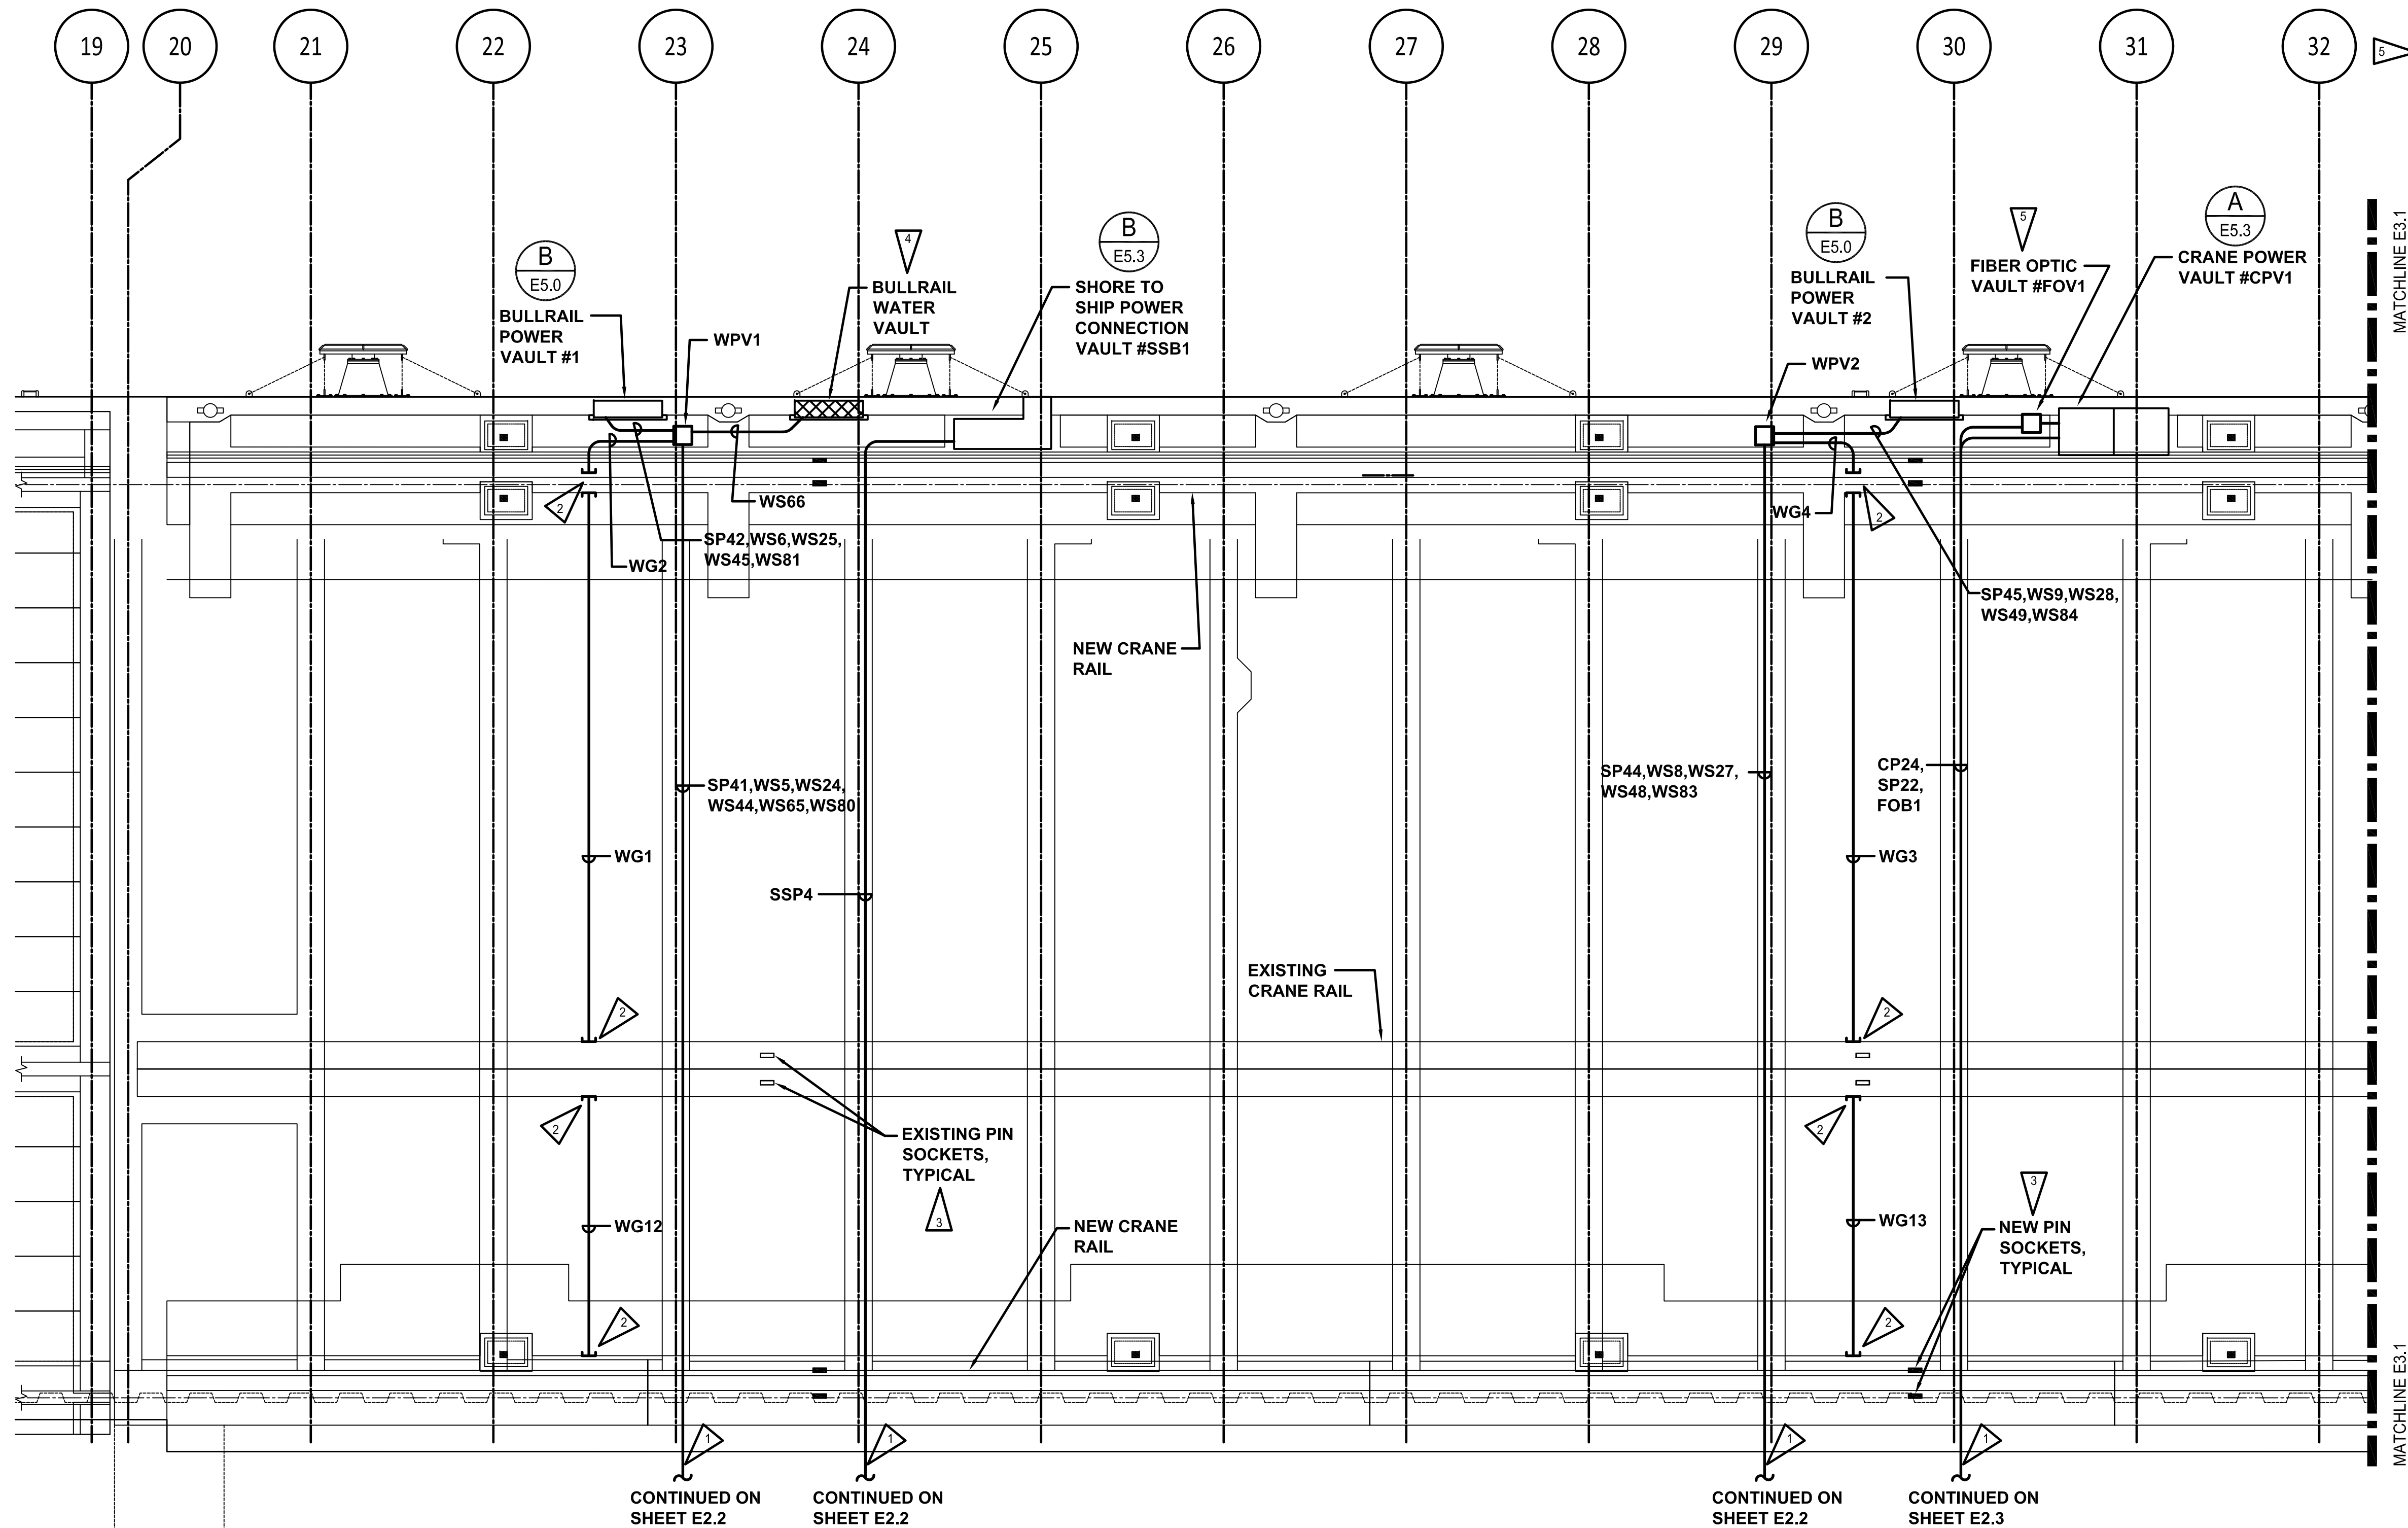 19 20 21 22 23 24 25 26 27 28 29 30 31 32 5
MATCHLINE E3.1
B
E5.0
BULLRAIL
POWER
VAULT #1
WPV1
4
BULLRAIL
WATER
VAULT
B
E5.3
SHORE TO
SHIP POWER
CONNECTION
VAULT #SSB1
B
E5.0
BULLRAIL
POWER
VAULT #2
WPV2
5
FIBER OPTIC
VAULT #FOV1
A
E5.3
CRANE POWER
VAULT #CPV1
2
WS66
SP42,WS6,WS25,
WS45,WS81
WG2
WG4
2
SP45,WS9,WS28,
WS49,WS84
NEW CRANE
RAIL
SP41,WS5,WS24,
WS44,WS65,WS80
SP44,WS8,WS27,
WS48,WS83
CP24,
SP22,
FOB1
WG1
WG3
SSP4
EXISTING
CRANE RAIL
2
2
2
2
EXISTING PIN
SOCKETS,
TYPICAL
3
WG12
NEW CRANE
RAIL
WG13
3
NEW PIN
SOCKETS,
TYPICAL
2
2
MATCHLINE E3.1
1
1
1
1
CONTINUED ON
SHEET E2.2
CONTINUED ON
SHEET E2.2
CONTINUED ON
SHEET E2.2
CONTINUED ON
SHEET E2.3